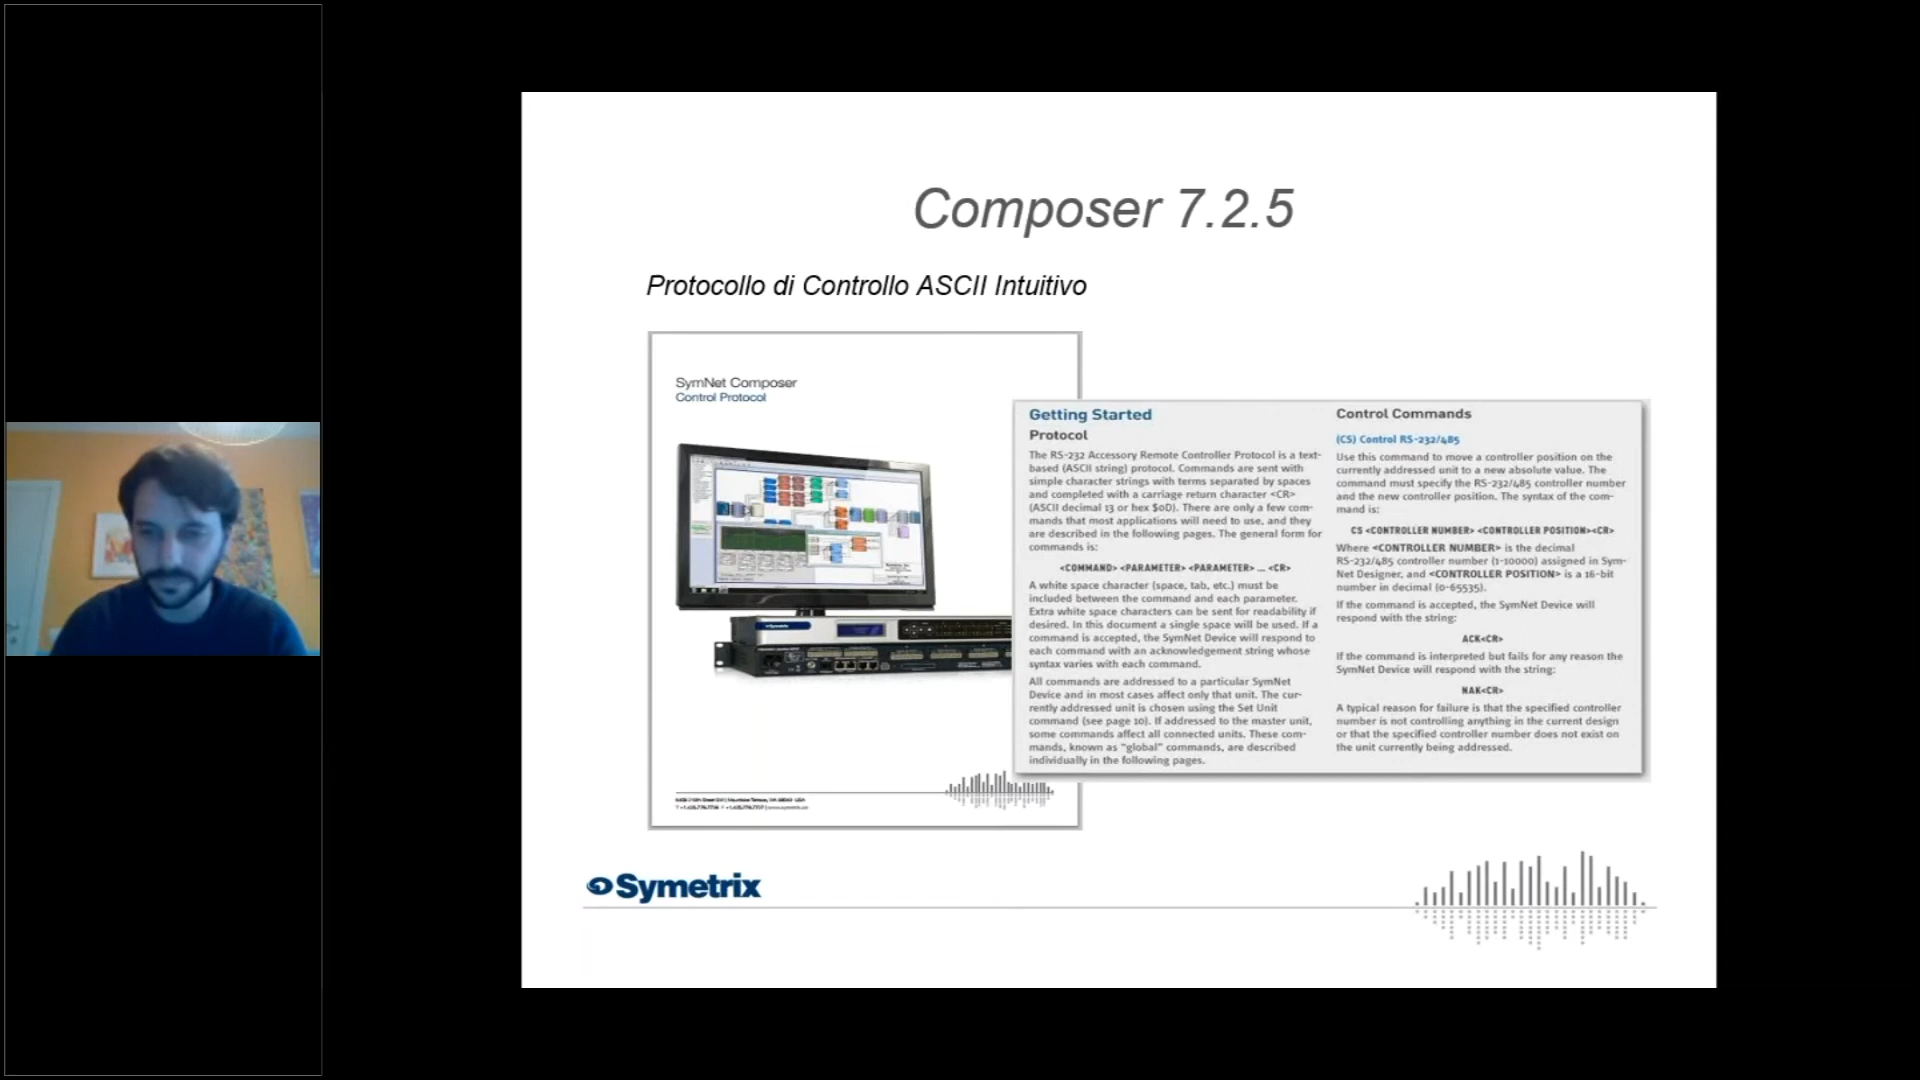 Composer 7.2.5
Protocollo di Controllo ASCII Intuitivo
SymNet Composer
Control Protocol
Getting Started
Protocol
The RS-232 Accessory Remote Controller Protocol is a text-
based (ASCII string) protocol. Commands are sent with
simple character strings with terms separated by spaces
and completed with a carriage return character <CR>
(ASCII decimal 13 or hex $0D). There are only a few com-
mands that most applications will need to use, and they
are described in the following pages. The general form for
commands is:
<COMMAND> <PARAMETER> <PARAMETER> ... <CR>
A white space character (space, tab, etc.) must be
included between the command and each parameter.
Extra white space characters can be sent for readability if
desired. In this document a single space will be used. If a
command is accepted, the SymNet Device will respond to
each command with an acknowledgement string whose
syntax varies with each command.
All commands are addressed to a particular SymNet
Device and in most cases affect only that unit. The cur-
rently addressed unit is chosen using the Set Unit
command (see page 10). If addressed to the master unit,
some commands affect all connected units. These com-
mands, known as “global” commands, are described
individually in the following pages.
Control Commands
(CS) Control RS-232/485
Use this command to move a controller position on the
currently addressed unit to a new absolute value. The
command must specify the RS-232/485 controller number
and the new controller position. The syntax of the com-
mand is:
CS <CONTROLLER NUMBER> <CONTROLLER POSITION><CR>
Where <CONTROLLER NUMBER> is the decimal
RS-232/485 controller number (1-10000) assigned in Sym-
Net Designer, and <CONTROLLER POSITION> is a 16-bit
number in decimal (0-65535).
If the command is accepted, the SymNet Device will
respond with the string:
ACK<CR>
If the command is interpreted but fails for any reason the
SymNet Device will respond with the string:
NAK<CR>
A typical reason for failure is that the specified controller
number is not controlling anything in the current design
or that the specified controller number does not exist on
the unit currently being addressed.
Symetrix
Symetrix